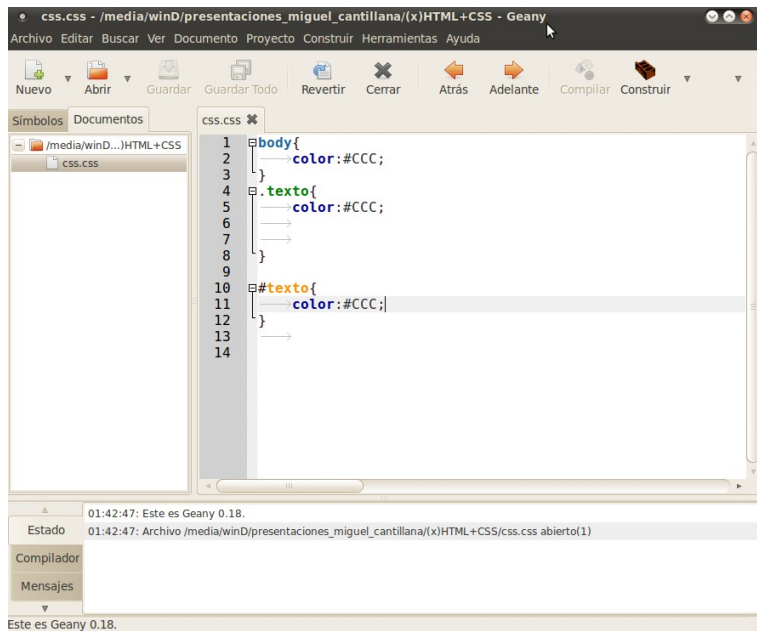 css.css - /media/winD/presentaciones_miguel_cantillana/(x)HTML+CSS - Geany
Archivo Editar Buscar Ver Documento Proyecto Construir Herramientas Ayuda
Nuevo Abrir Guardar Guardar Todo Revertir Cerrar Atrás Adelante Compilar Construir
Símbolos Documentos css.css
/media/winD...)HTML+CSS
css.css
1 body{
2 color:#CCC;
3 }
4 .texto{
5 color:#CCC;
6
7
8 }
9
10 #texto{
11 color:#CCC;
12 }
13
14
Estado
Compilador
Mensajes
01:42:47: Este es Geany 0.18.
01:42:47: Archivo /media/winD/presentaciones_miguel_cantillana/(x)HTML+CSS/css.css abierto(1)
Este es Geany 0.18.